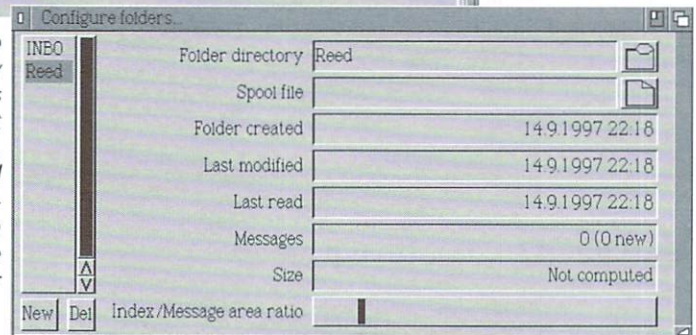 Configure folders...
INBO
Reed
Folder directory Reed
Spool file
Folder created 14.9.1997 22:18
Last modified 14.9.1997 22:18
Last read 14.9.1997 22:18
Messages 0 (0 new)
Size Not computed
New Del Index/Message area ratio